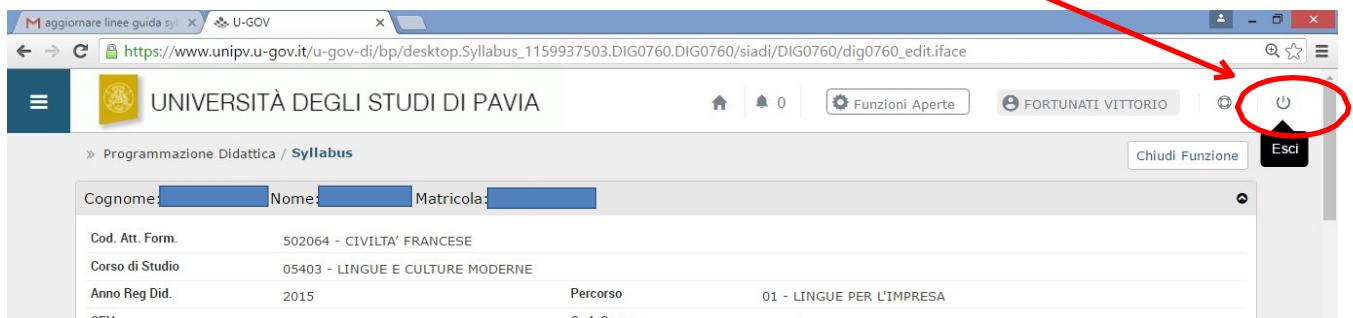 aggiornare linee guida syl
U-GOV
https://www.unipv.u-gov.it/u-gov-di/bp/desktop.Syllabus_1159937503.DIG0760.DIG0760/siadi/DIG0760/dig0760_edit.iface
UNIVERSITÀ DEGLI STUDI DI PAVIA
0
Funzioni Aperte
FORTUNATI VITTORIO
» Programmazione Didattica / Syllabus
Chiudi Funzione
Esci
Cognome: Nome: Matricola:
Cod. Att. Form. 502064 - CIVILTA’ FRANCESE
Corso di Studio 05403 - LINGUE E CULTURE MODERNE
Anno Reg Did. 2015 Percorso 01 - LINGUE PER L'IMPRESA